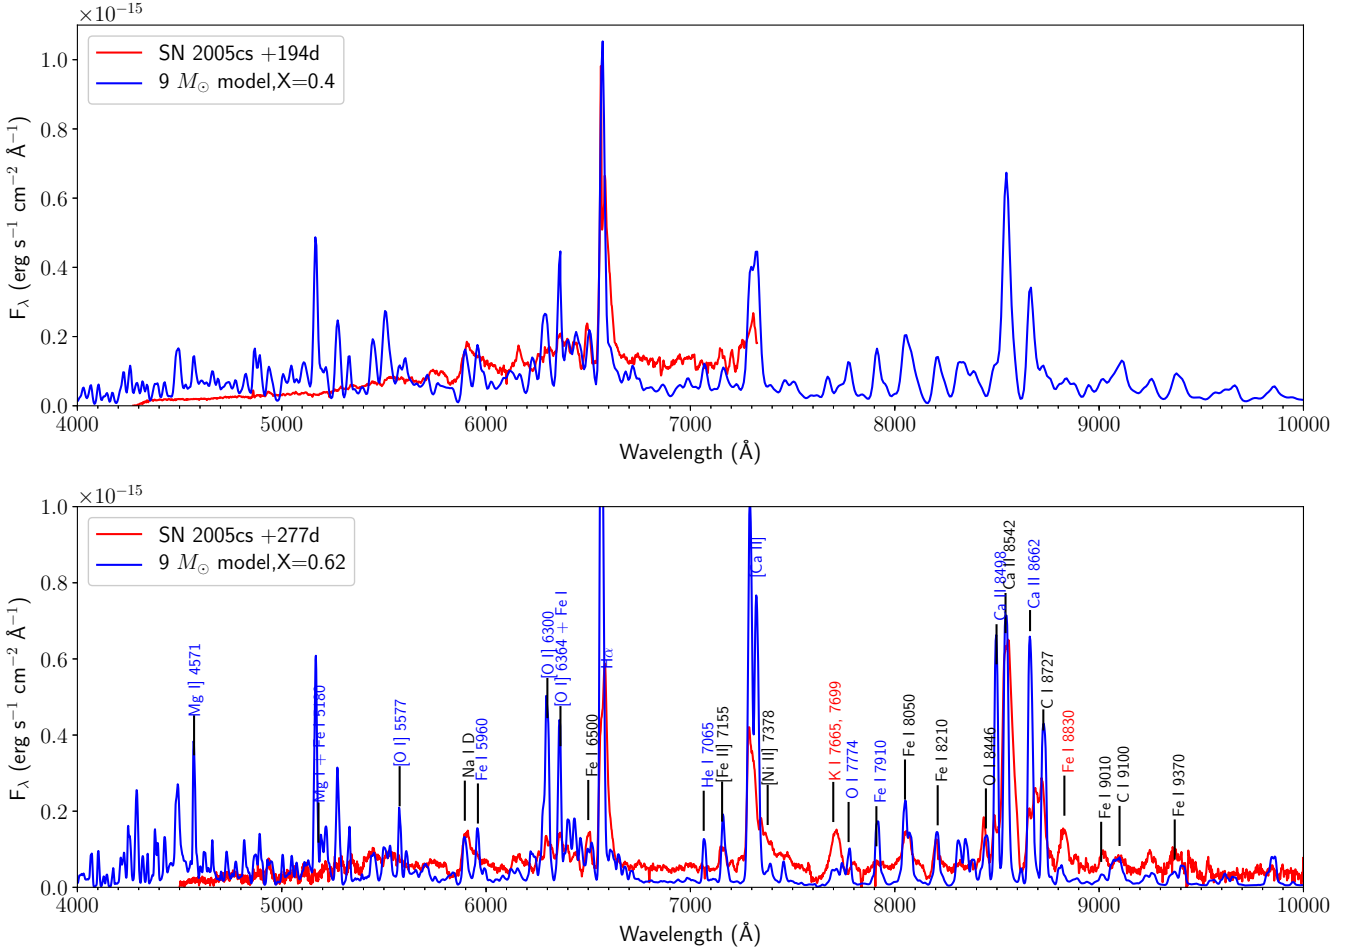 ×10−15
SN 2005cs +194d
9 M⊙ model,X=0.4
Fλ (erg s−1 cm−2 Å−1)
1.0
0.8
0.6
0.4
0.2
0.0
4000 5000 6000 7000 8000 9000 10000
Wavelength (Å)
×10−15
SN 2005cs +277d
9 M⊙ model,X=0.62
Fλ (erg s−1 cm−2 Å−1)
1.0
0.8
0.6
0.4
0.2
0.0
Mg I] 4571
Mg I + Fe I 5180
[O I] 5577
Na I D
Fe I 5960
[O I] 6300
[O I] 6364 + Fe I
Fe I 6500
Hα
He I 7065
[Fe II] 7155
[Ca II]
[Ni II] 7378
K I 7665, 7699
O I 7774
Fe I 7910
Fe I 8050
Fe I 8210
O I 8446
Ca II 8498
Ca II 8542
Ca II 8662
C I 8727
Fe I 8830
Fe I 9010
C I 9100
Fe I 9370
4000 5000 6000 7000 8000 9000 10000
Wavelength (Å)